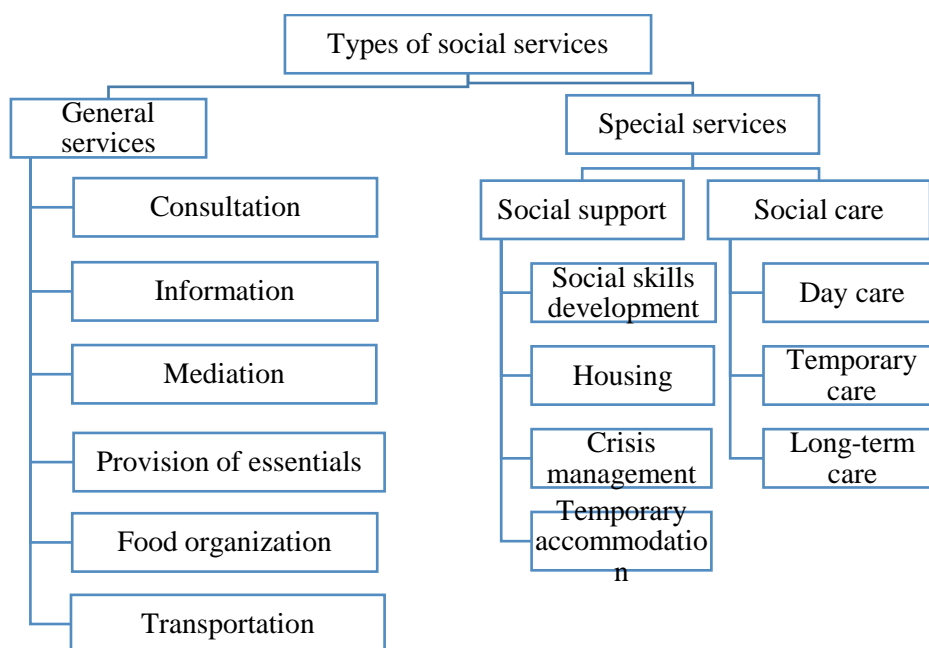 Types of social services
General
services
Consultation
Information
Mediation
Provision of essentials
Food organization
Transportation
Special services
Social support
Social skills
development
Housing
Crisis
management
Temporary
accommodatio
n
Social care
Day care
Temporary
care
Long-term
care